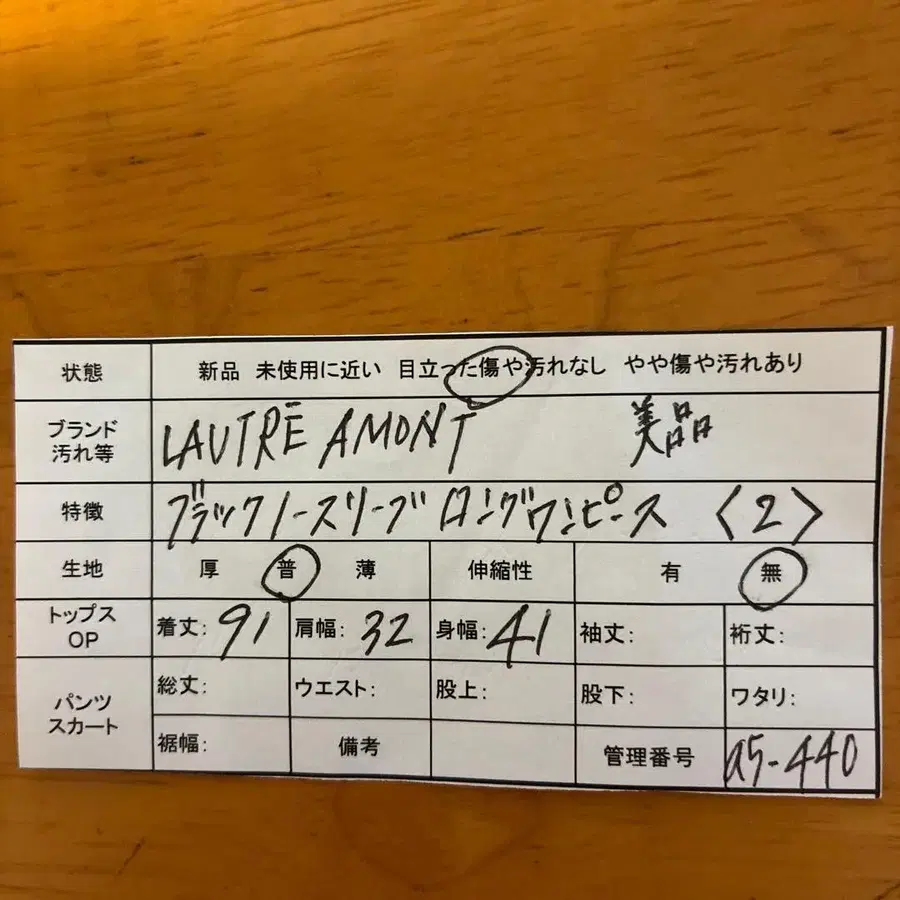 状態 新品 未使用に近い 目立った傷や汚れなし やや傷や汚れあり
ブランド 汚れ等 LAUTRE AMONT 美品
特徴 ブラックノースリーブロングワンピース 〈2〉
生地 厚 普 薄 伸縮性 有 無
トップス OP 着丈: 91 肩幅: 32 身幅: 41 袖丈: 裄丈:
パンツ スカート 総丈: ウエスト: 股上: 股下: ワタリ:
裾幅: 備考 管理番号 a5-440